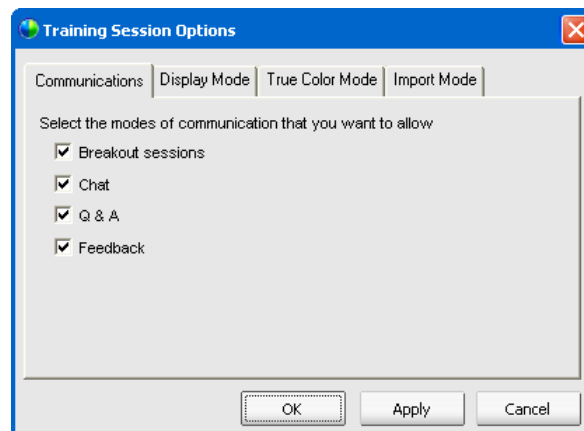 Training Session Options
Communications Display Mode True Color Mode Import Mode
Select the modes of communication that you want to allow
Breakout sessions
Chat
Q & A
Feedback
OK Apply Cancel